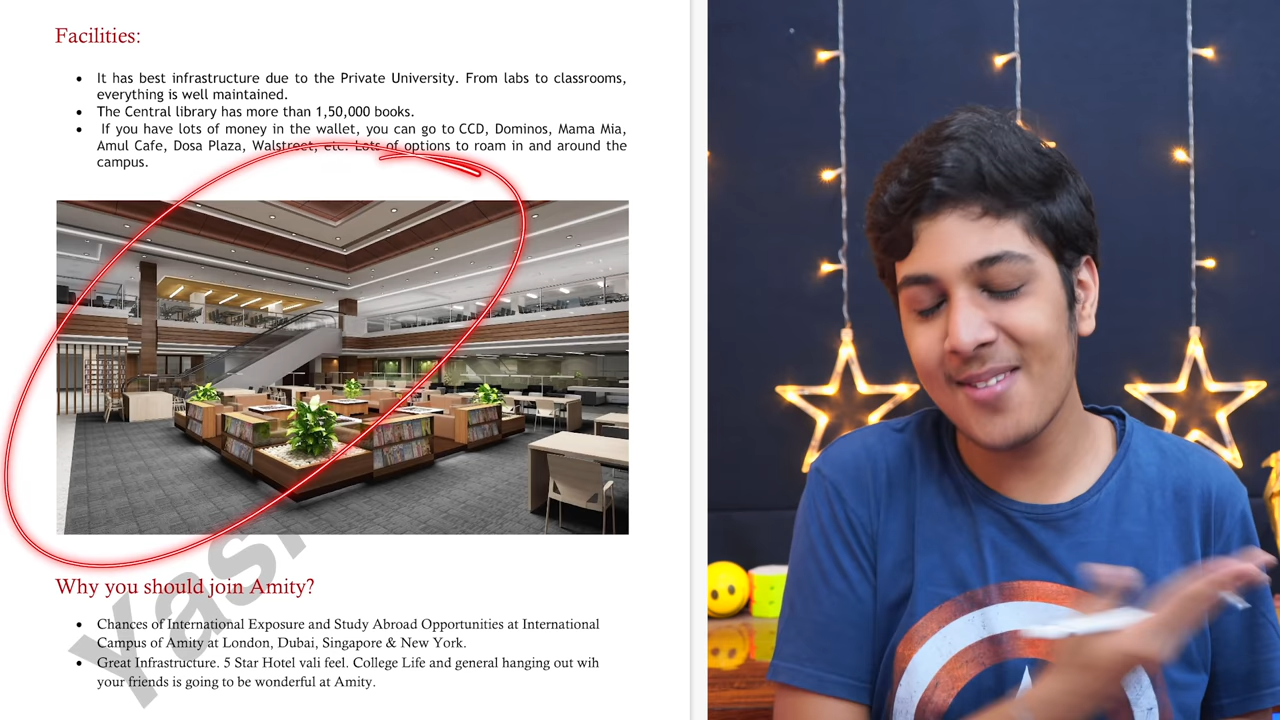 Facilities:
It has best infrastructure due to the Private University. From labs to classrooms,
everything is well maintained.
The Central library has more than 1,50,000 books.
If you have lots of money in the wallet, you can go to CCD, Dominos, Mama Mia,
Amul Cafe, Dosa Plaza, Walstreet, etc. Lots of options to roam in and around the
campus.
Why you should join Amity?
Chances of International Exposure and Study Abroad Opportunities at International
Campus of Amity at London, Dubai, Singapore & New York.
Great Infrastructure. 5 Star Hotel vali feel. College Life and general hanging out wih
your friends is going to be wonderful at Amity.